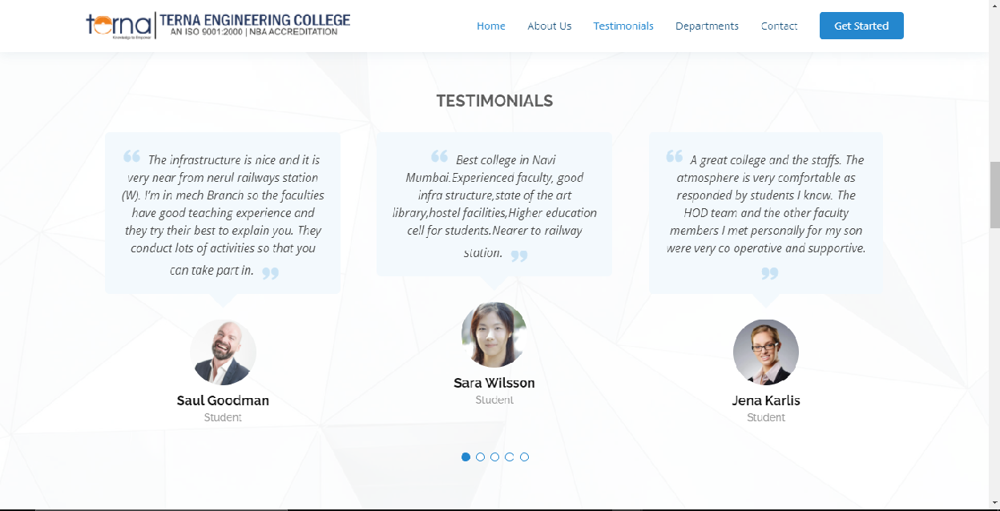 terna
Knowledge to Empower
TERNA ENGINEERING COLLEGE
AN ISO 9001:2000 | NBA ACCREDITATION
Home
About Us
Testimonials
Departments
Contact
Get Started
TESTIMONIALS
“ The infrastructure is nice and it is
very near from nerul railways station
(W). I'm in mech Branch so the faculties
have good teaching experience and
they try their best to explain you. They
conduct lots of activities so that you
can take part in. ”
Saul Goodman
Student
“ Best college in Navi
Mumbai.Experienced faculty, good
infra structure,state of the art
library,hostel facilities,Higher education
cell for students.Nearer to railway
station. ”
Sara Wilsson
Student
“ A great college and the staffs. The
atmosphere is very comfortable as
responded by students I know. The
HOD team and the other faculty
members I met personally for my son
were very co operative and supportive.
”
Jena Karlis
Student